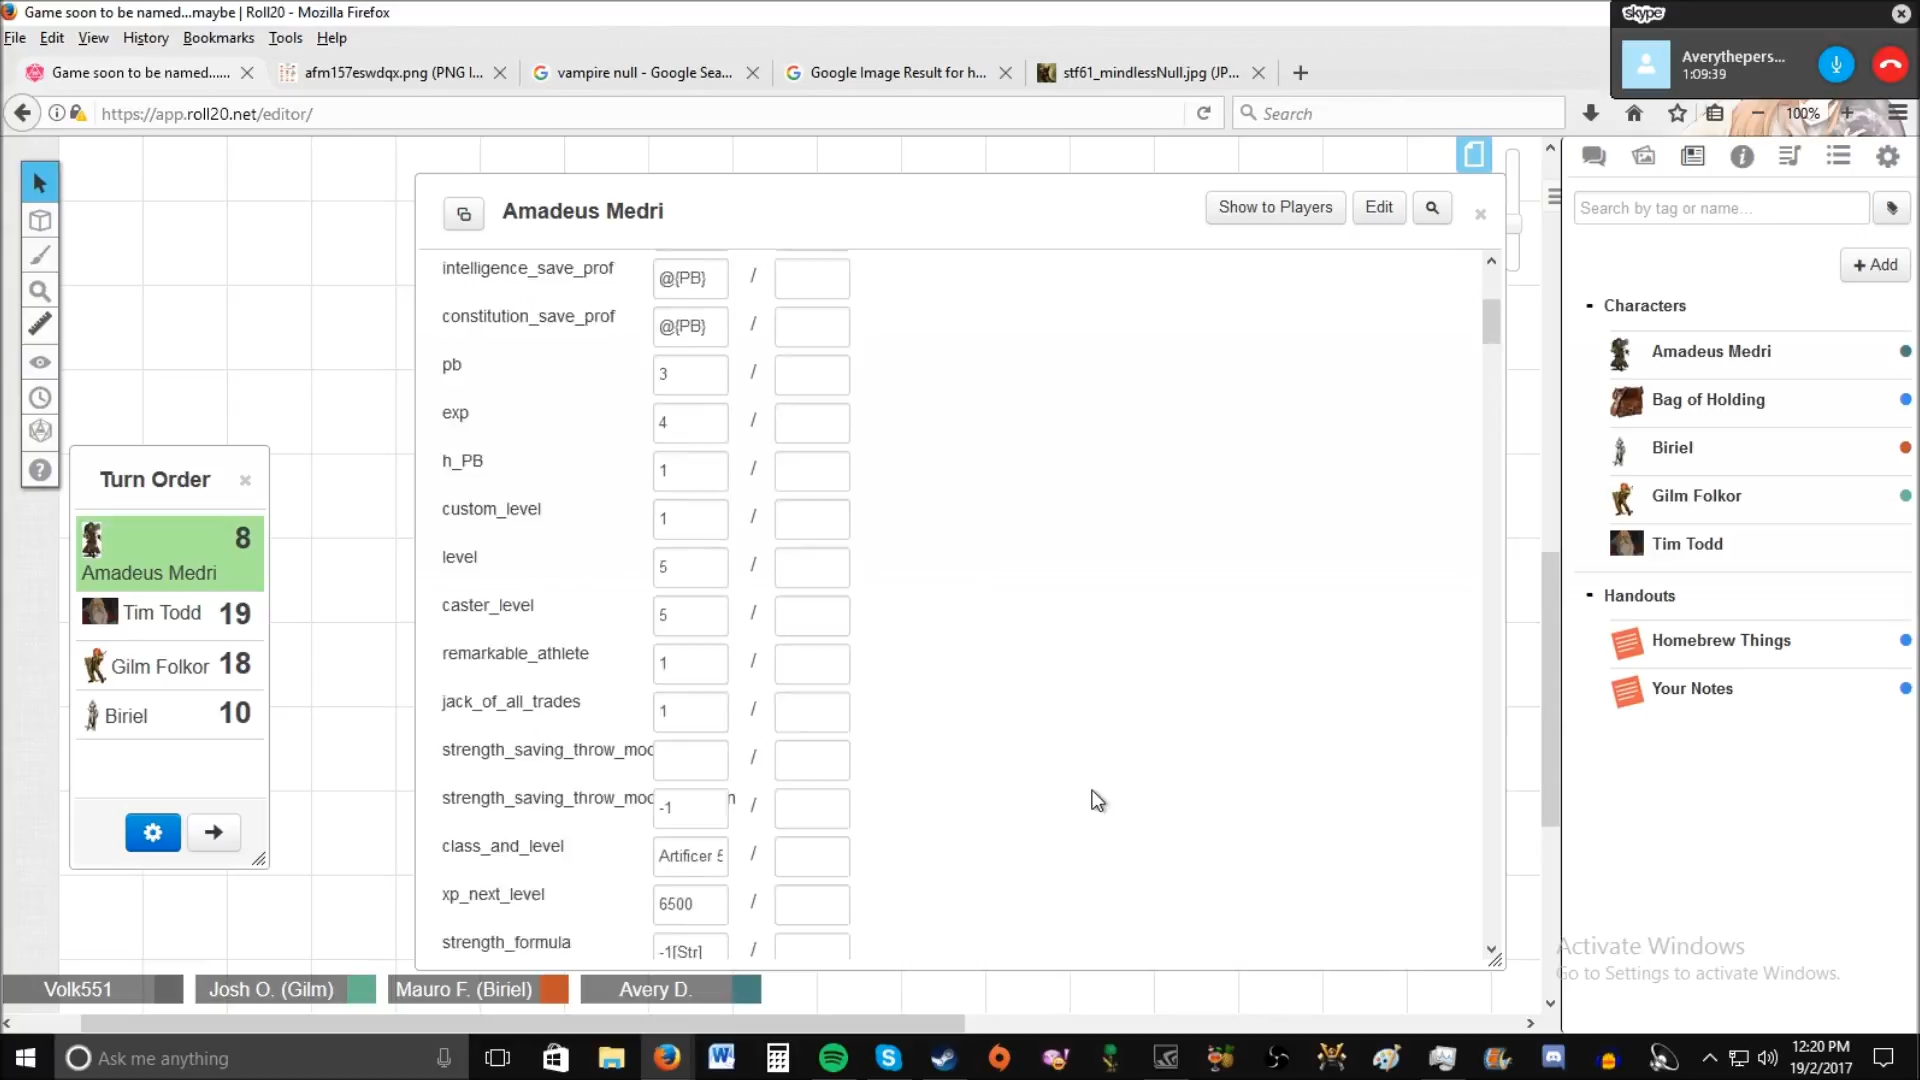 Game soon to be named...maybe | Roll20 - Mozilla Firefox
File Edit View History Bookmarks Tools Help
Game soon to be named......
afm157eswdqx.png (PNG I...
vampire null - Google Sea...
Google Image Result for h...
stf61_mindlessNull.jpg (JP...
https://app.roll20.net/editor/
Search
100%
skype
Averythepers...
1:09:39
Amadeus Medri
Show to Players
Edit
intelligence_save_prof @{PB} /
constitution_save_prof @{PB} /
pb 3 /
exp 4 /
h_PB 1 /
custom_level 1 /
level 5 /
caster_level 5 /
remarkable_athlete 1 /
jack_of_all_trades 1 /
strength_saving_throw_mod /
strength_saving_throw_mod n -1 /
class_and_level Artificer 5 /
xp_next_level 6500 /
strength_formula -1[Str] /
Turn Order
8
Amadeus Medri
Tim Todd 19
Gilm Folkor 18
Biriel 10
Search by tag or name...
+ Add
Characters
Amadeus Medri
Bag of Holding
Biriel
Gilm Folkor
Tim Todd
Handouts
Homebrew Things
Your Notes
Activate Windows
Go to Settings to activate Windows.
Volk551
Josh O. (Gilm)
Mauro F. (Biriel)
Avery D.
Ask me anything
12:20 PM
19/2/2017